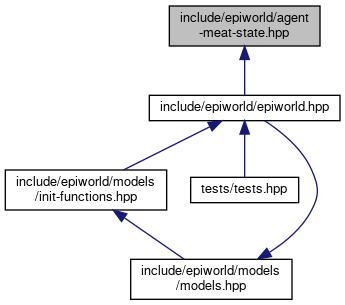 include/epiworld/agent
-meat-state.hpp
include/epiworld/epiworld.hpp
include/epiworld/models
/init-functions.hpp
tests/tests.hpp
include/epiworld/models
/models.hpp